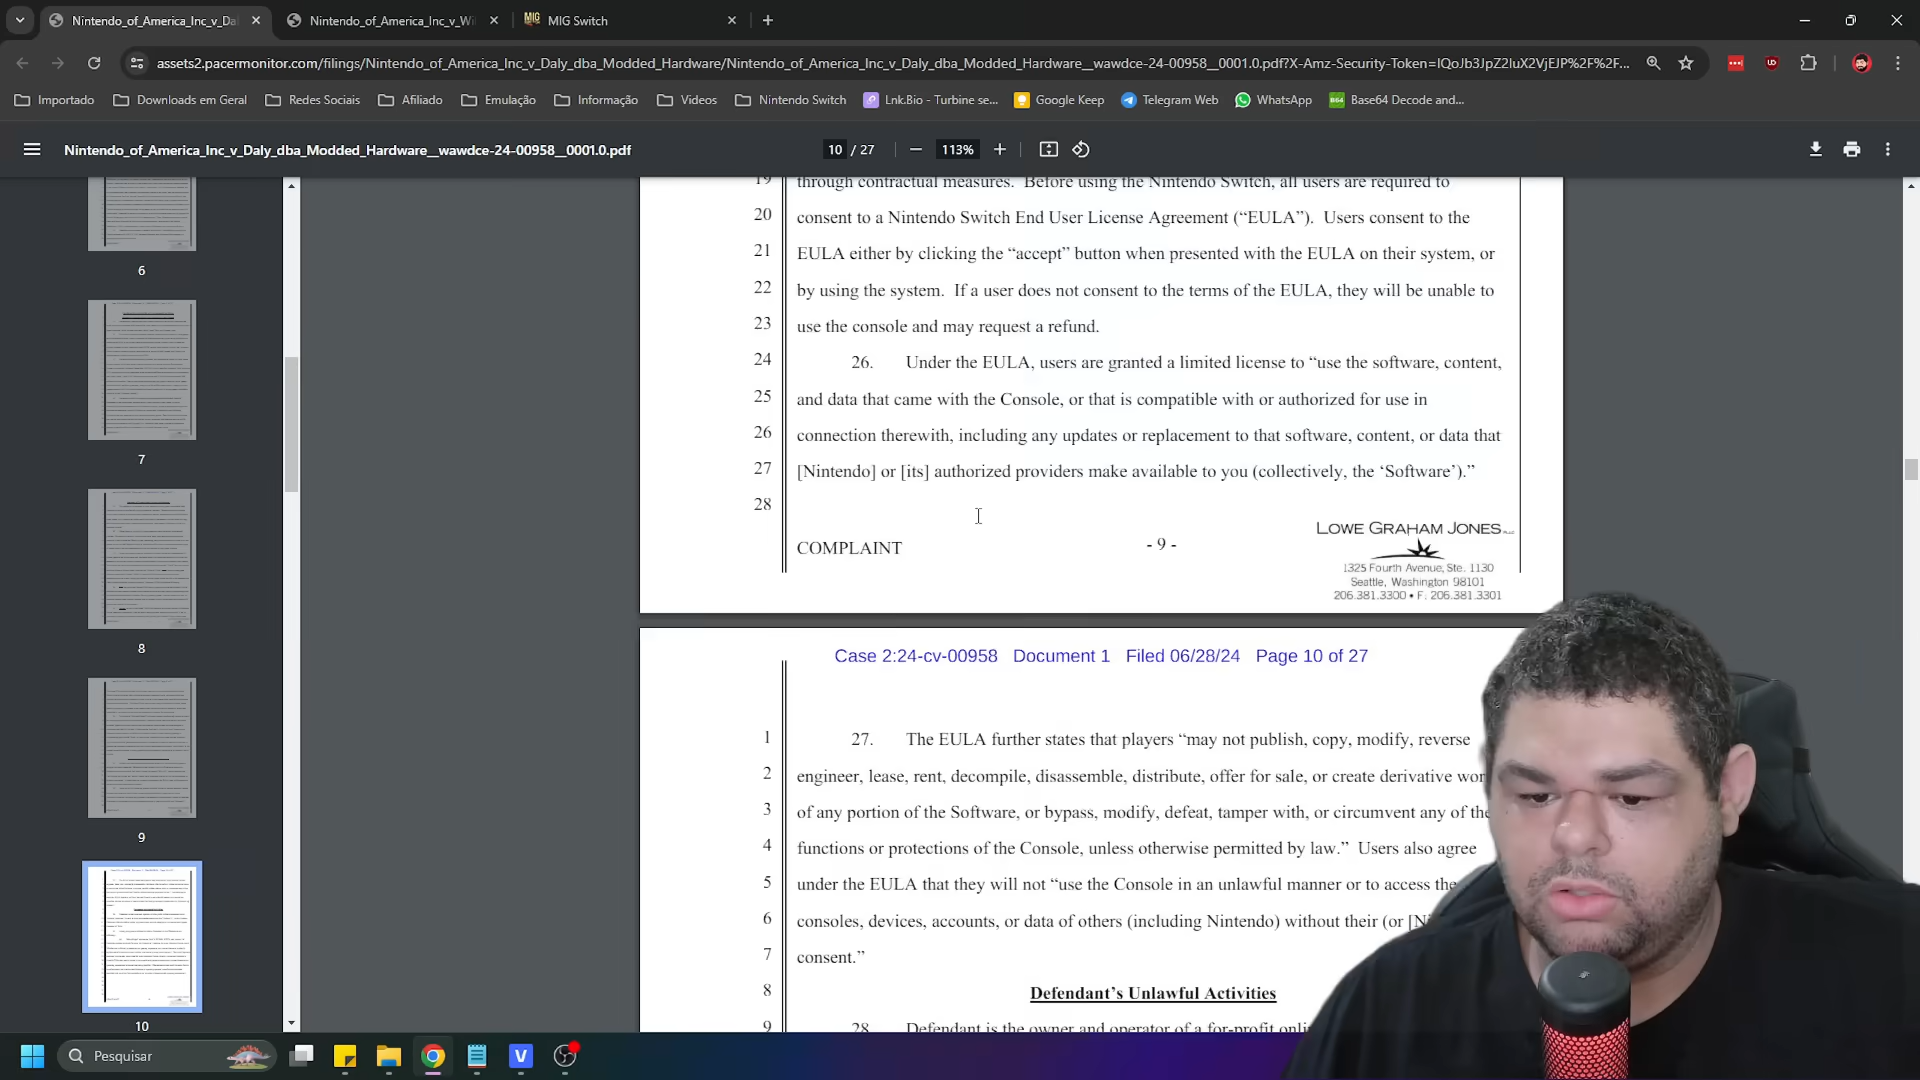 Nintendo_of_America_Inc_v_Da
Nintendo_of_America_Inc_v_Wi
MIG Switch
assets2.pacermonitor.com/filings/Nintendo_of_America_Inc_v_Daly_dba_Modded_Hardware/Nintendo_of_America_Inc_v_Daly_dba_Modded_Hardware__wawdce-24-00958__0001.0.pdf?X-Amz-Security-Token=IQoJb3JpZ2luX2VjEJP%2F%2F...
Importado Downloads em Geral Redes Sociais Afiliado Emulação Informação Videos Nintendo Switch Lnk.Bio - Turbine se... Google Keep Telegram Web WhatsApp Base64 Decode and...
Nintendo_of_America_Inc_v_Daly_dba_Modded_Hardware__wawdce-24-00958__0001.0.pdf 10 / 27 113%
19 through contractual measures. Before using the Nintendo Switch, all users are required to
20 consent to a Nintendo Switch End User License Agreement (“EULA”). Users consent to the
21 EULA either by clicking the “accept” button when presented with the EULA on their system, or
22 by using the system. If a user does not consent to the terms of the EULA, they will be unable to
23 use the console and may request a refund.
24 26. Under the EULA, users are granted a limited license to “use the software, content,
25 and data that came with the Console, or that is compatible with or authorized for use in
26 connection therewith, including any updates or replacement to that software, content, or data that
27 [Nintendo] or [its] authorized providers make available to you (collectively, the ‘Software’).”
28
COMPLAINT
- 9 -
LOWE GRAHAM JONES PLLC
1325 Fourth Avenue, Ste. 1130
Seattle, Washington 98101
206.381.3300 • F: 206.381.3301
Case 2:24-cv-00958 Document 1 Filed 06/28/24 Page 10 of 27
1 27. The EULA further states that players “may not publish, copy, modify, reverse
2 engineer, lease, rent, decompile, disassemble, distribute, offer for sale, or create derivative wor
3 of any portion of the Software, or bypass, modify, defeat, tamper with, or circumvent any of the
4 functions or protections of the Console, unless otherwise permitted by law.” Users also agree
5 under the EULA that they will not “use the Console in an unlawful manner or to access the
6 consoles, devices, accounts, or data of others (including Nintendo) without their (or [Ni
7 consent.”
8 Defendant’s Unlawful Activities
9 28. Defendant is the owner and operator of a for-profit onli
6
7
8
9
10
Pesquisar